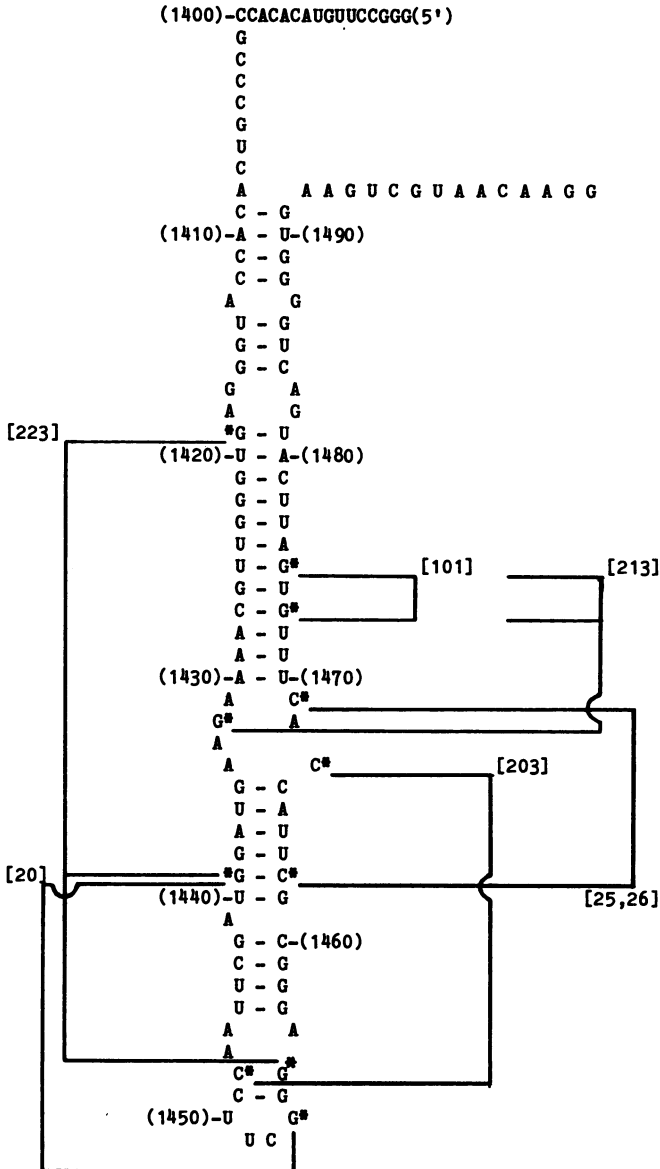 (1400)-CCACACAUGUUCCGGG(5')
G
C
C
C
G
U
C
A A A G U C G U A A C A A G G
C - G
(1410)-A - U-(1490)
C - G
C - G
A G
U - G
G - U
G - C
G A
A G
[223] *G - U
(1420)-U - A-(1480)
G - C
G - U
G - U
U - A
U - G* [101] [213]
G - U
C - G*
A - U
A - U
(1430)-A - U-(1470)
A C*
G* A
A
A C* [203]
G - C
U - A
A - U
G - U
[20] *G - C*
(1440)-U - G [25,26]
A
G - C-(1460)
C - G
U - G
U - G
A A
A *
C* G
C - G
(1450)-U G*
U C